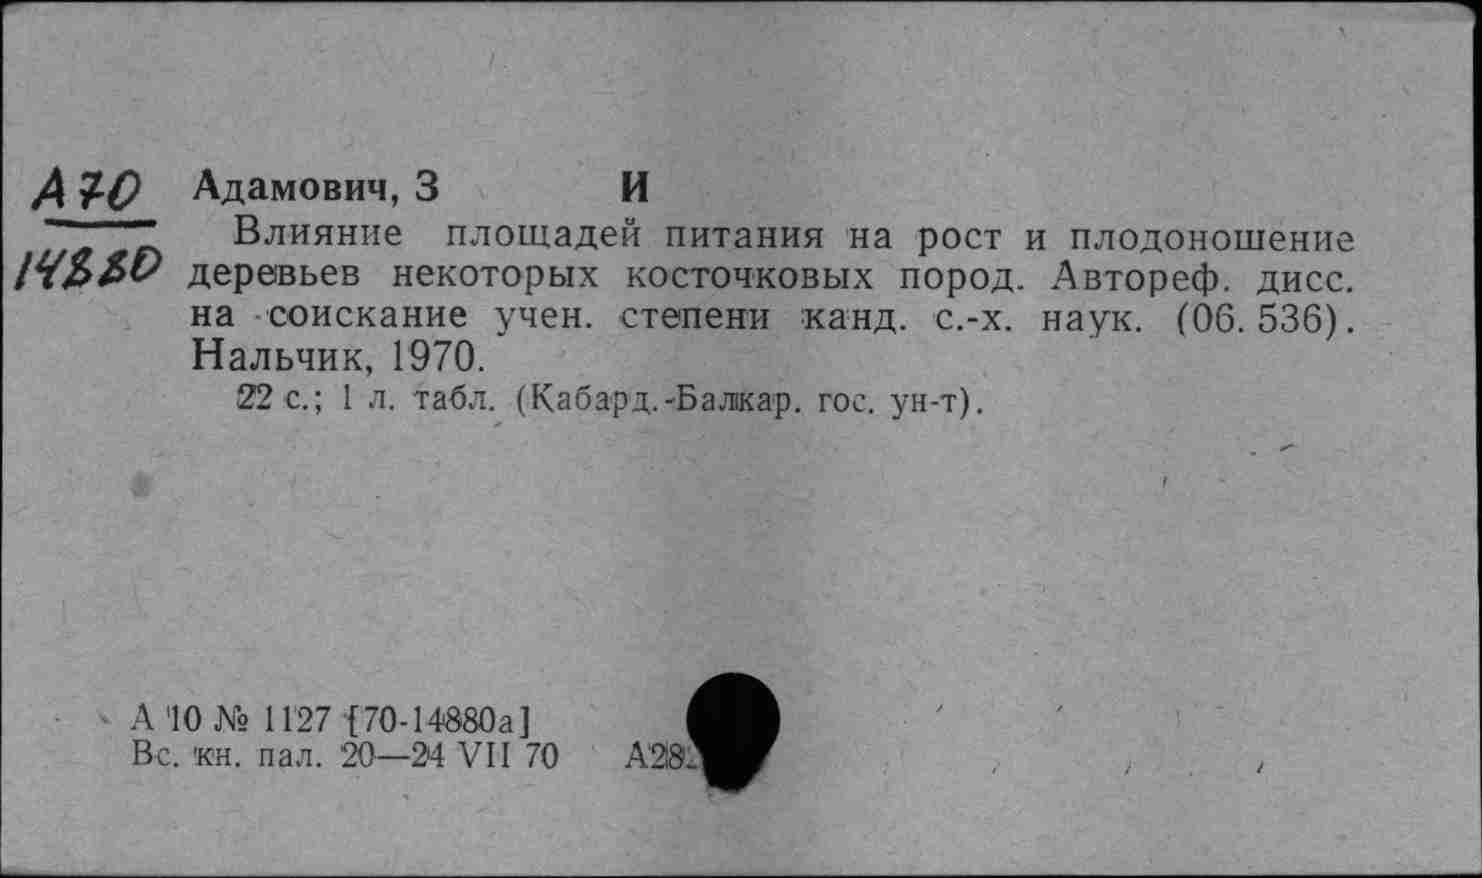 А70
14880
Адамович, З И
Влияние площадей питания на рост и плодоношение
деревьев некоторых косточковых пород. Автореф. дисс.
на соискание учен. степени канд. с.-х. наук. (06.536).
Нальчик, 1970.
22 с.; 1 л. табл. (Кабард.-Балкар. гос. ун-т).
А 10 № 1127 [70-14880а]
Вс. кн. пал. 20—24 VII 70